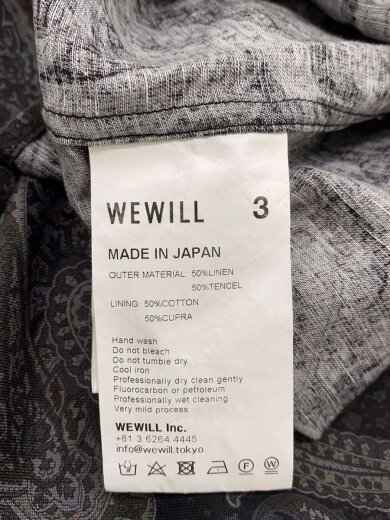 WEWILL 3
MADE IN JAPAN
OUTER MATERIAL: 50%LINEN
50%TENCEL
LINING: 50%COTTON
50%CUPRA
Hand wash
Do not bleach
Do not tumble dry
Cool iron
Professionally dry clean gently
Fluorocarbon or petroleum
Professionally wet cleaning
Very mild process
WEWILL Inc.
+81 3 6264 4445
info@wewill.tokyo
F W